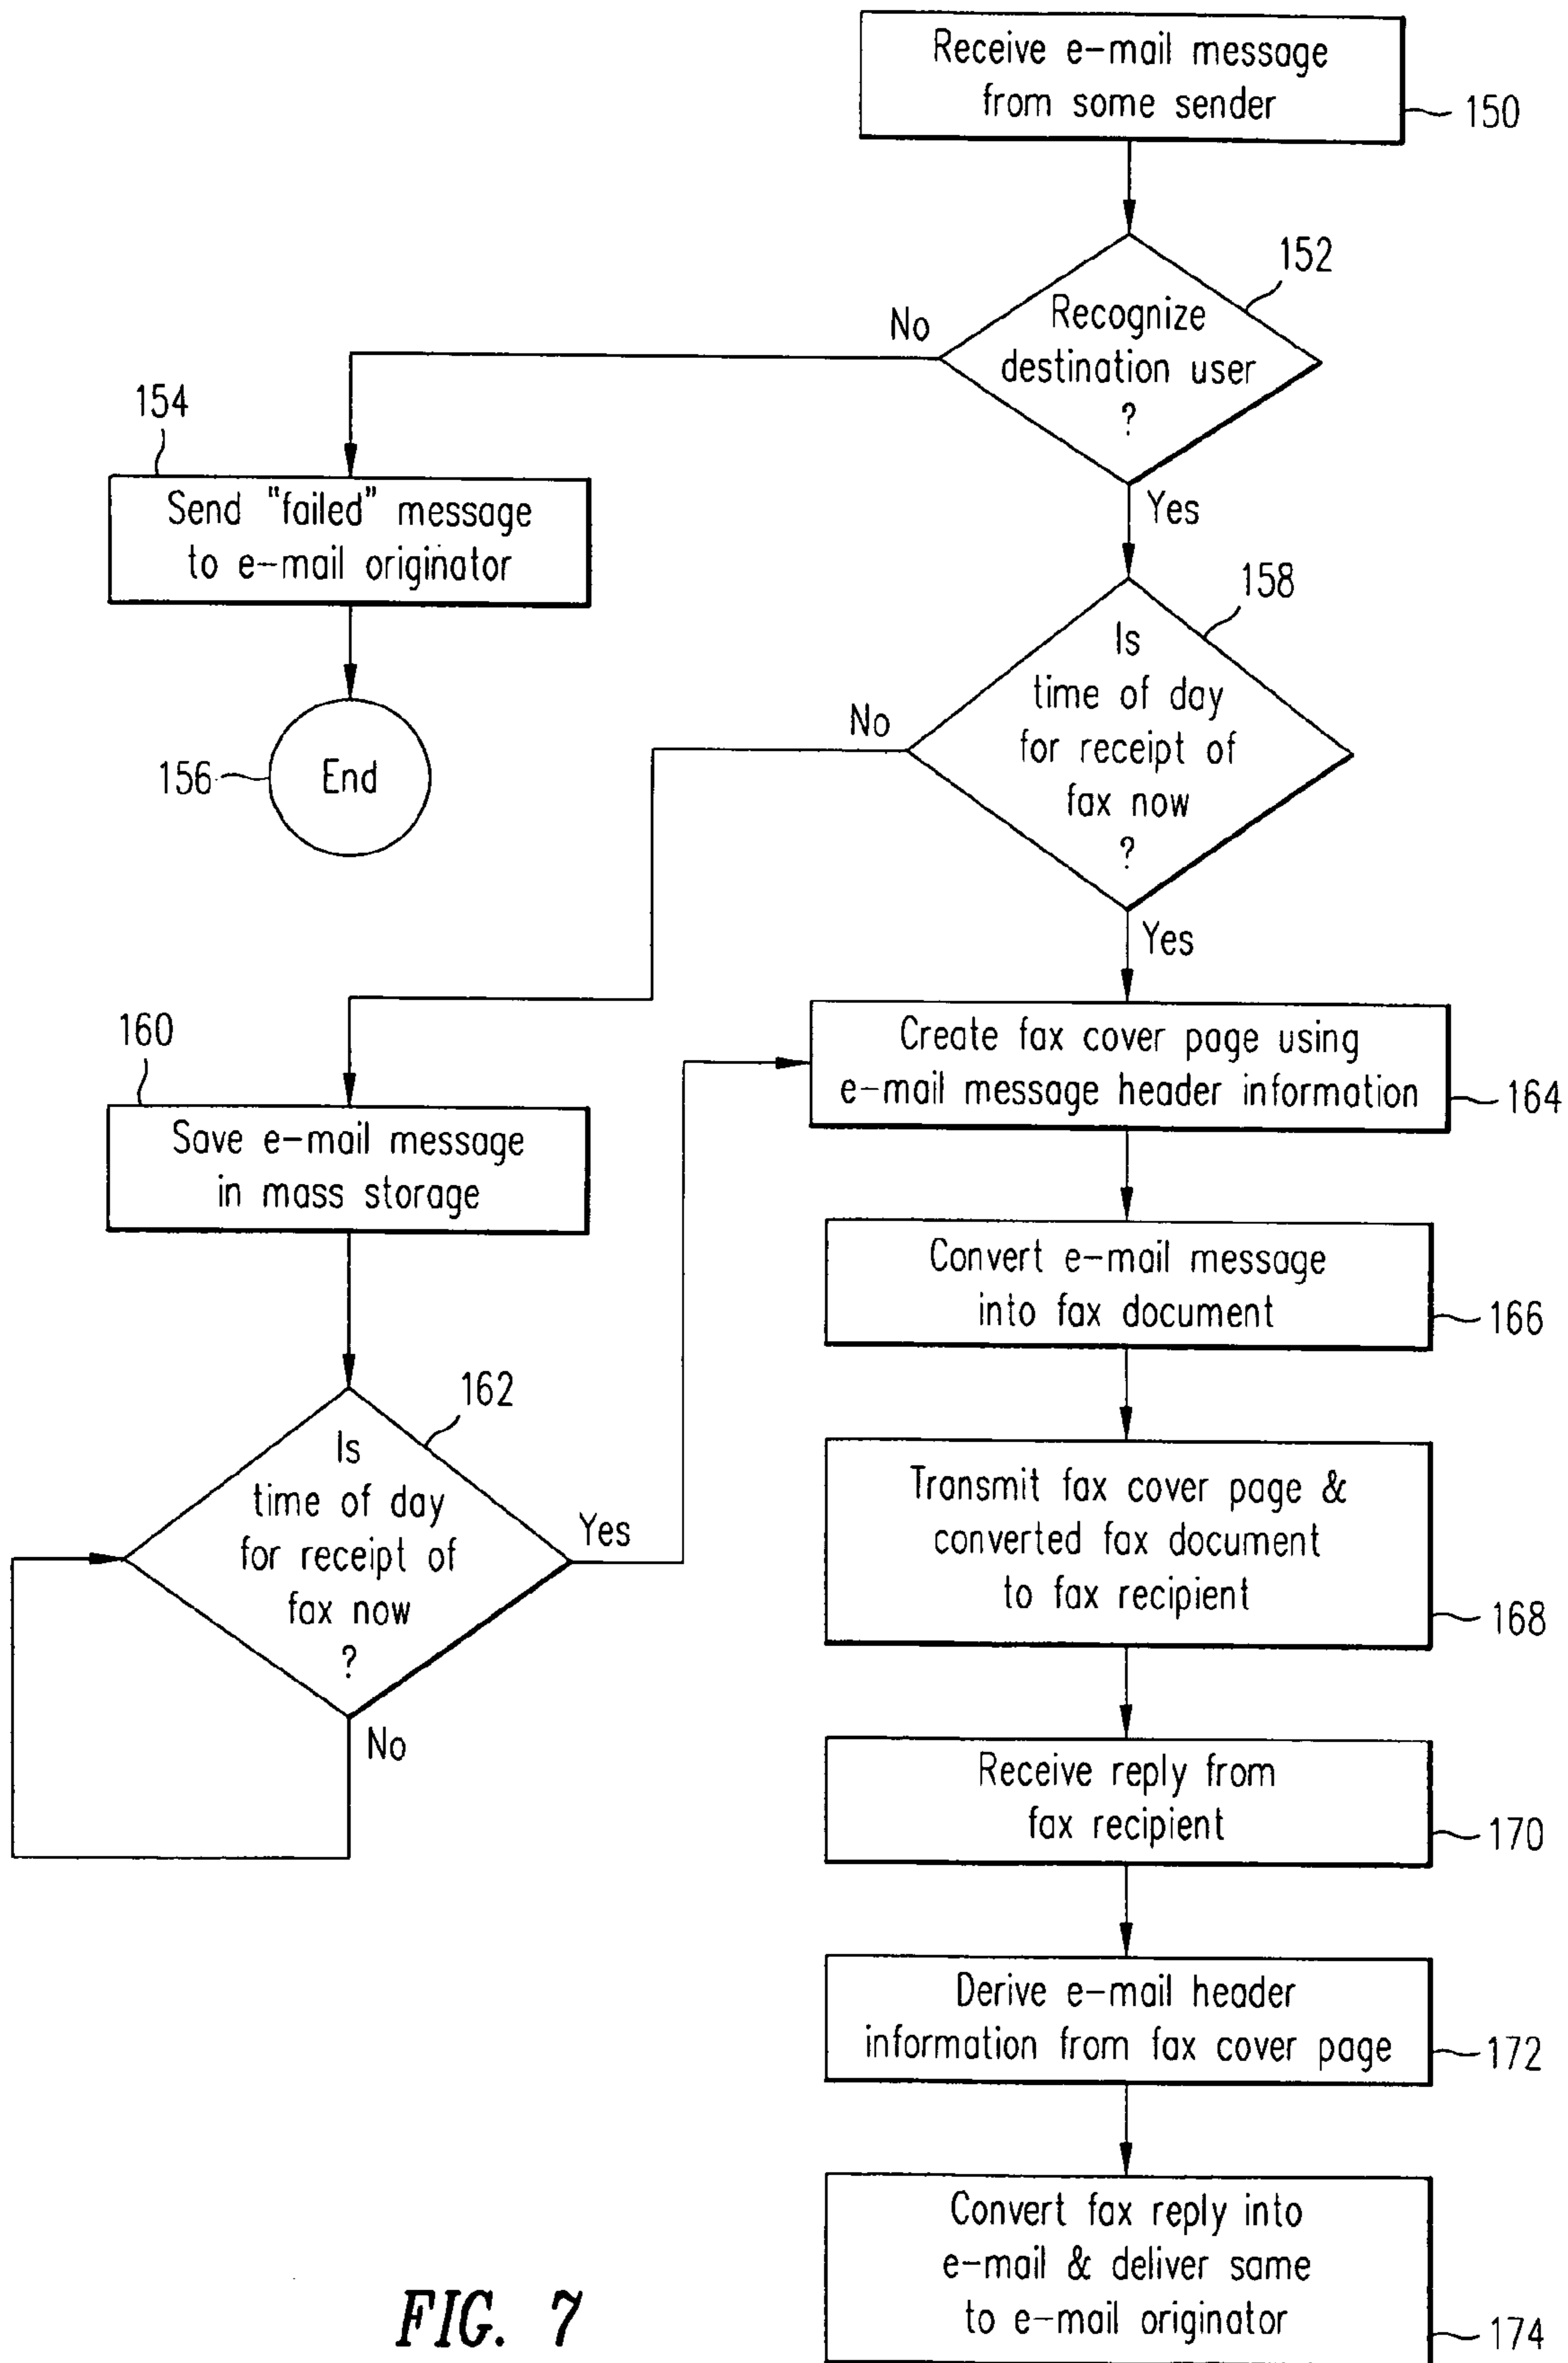 Receive e-mail message
from some sender
150
152
Recognize
destination user
?
No
Yes
154
Send "failed" message
to e-mail originator
156
End
158
Is
time of day
for receipt of
fax now
?
No
Yes
160
Save e-mail message
in mass storage
162
Is
time of day
for receipt of
fax now
?
Yes
No
Create fax cover page using
e-mail message header information
164
Convert e-mail message
into fax document
166
Transmit fax cover page &
converted fax document
to fax recipient
168
Receive reply from
fax recipient
170
Derive e-mail header
information from fax cover page
172
Convert fax reply into
e-mail & deliver same
to e-mail originator
174
FIG. 7